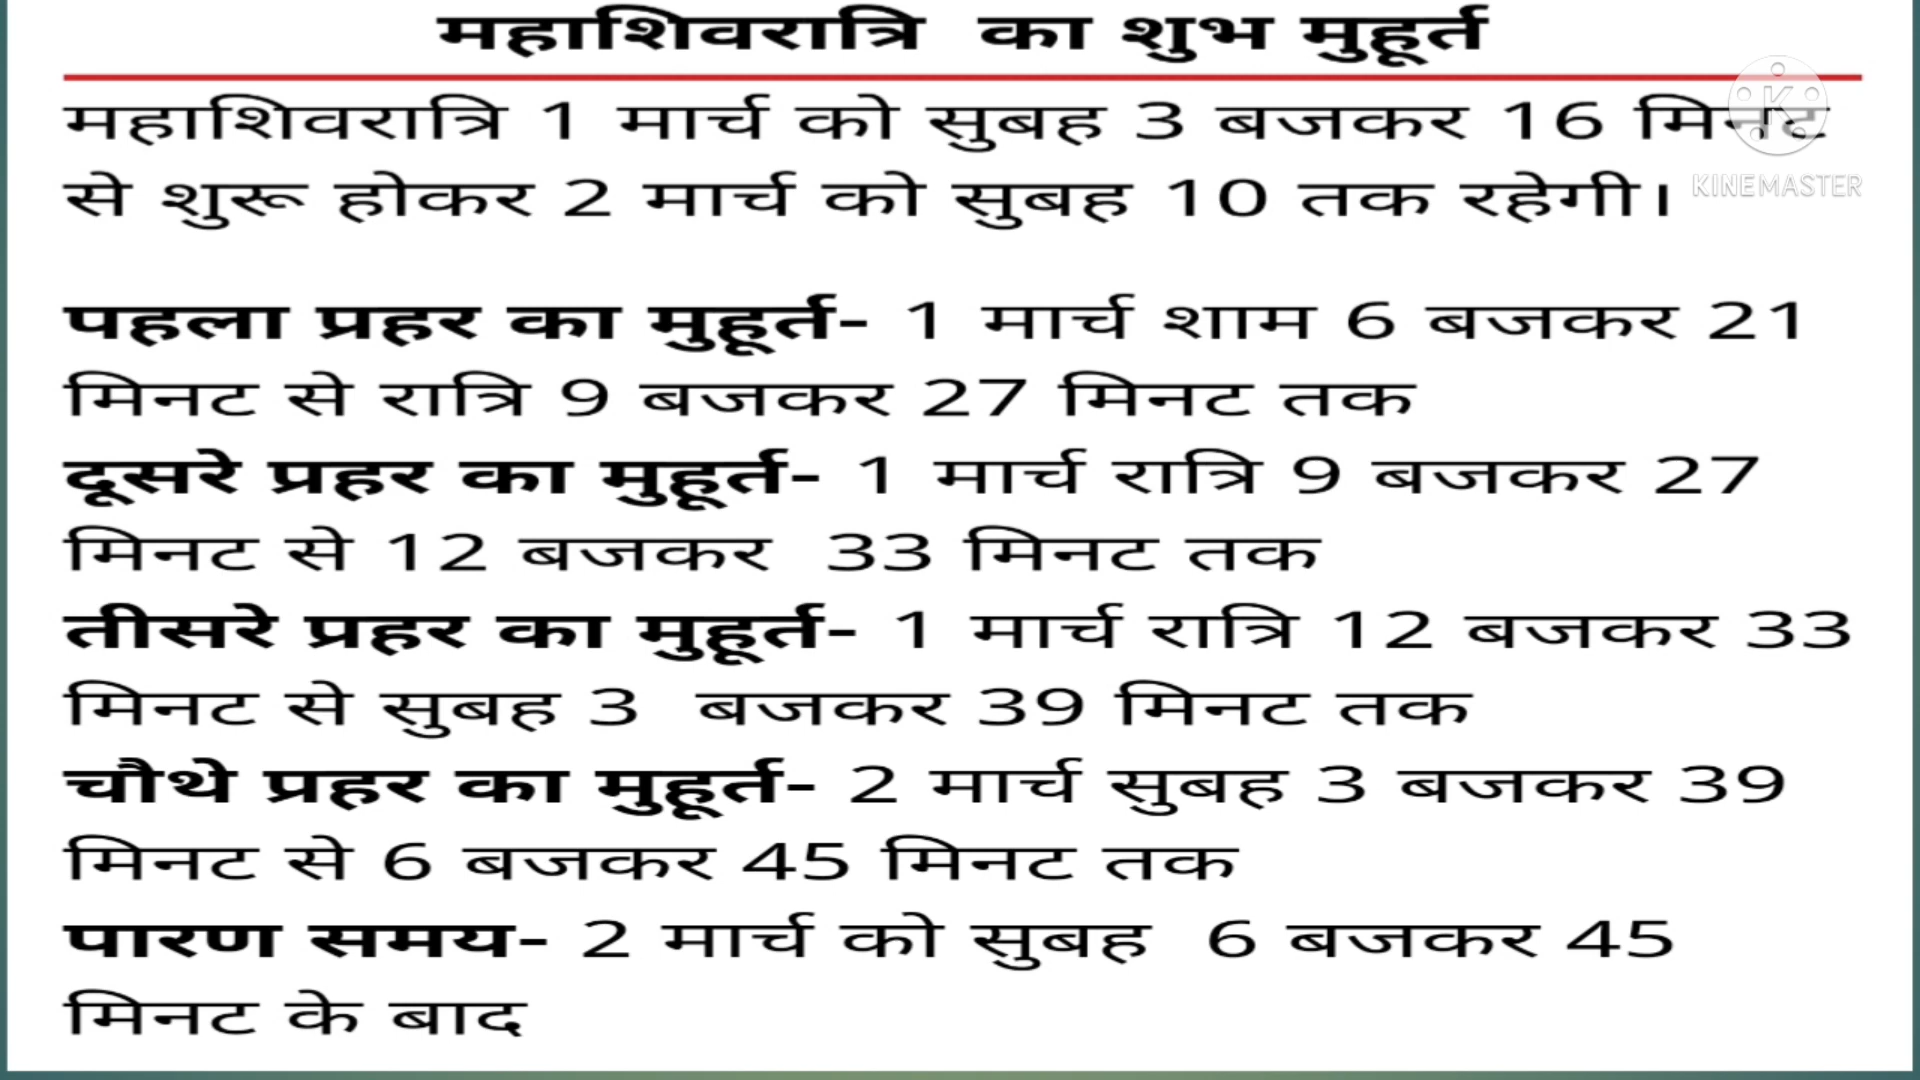 महाशिवरात्रि का शुभ मुहूर्त
महाशिवरात्रि 1 मार्च को सुबह 3 बजकर 16 मिनट
से शुरू होकर 2 मार्च को सुबह 10 तक रहेगी।
KINEMASTER
पहला प्रहर का मुहूर्त- 1 मार्च शाम 6 बजकर 21
मिनट से रात्रि 9 बजकर 27 मिनट तक
दूसरे प्रहर का मुहूर्त- 1 मार्च रात्रि 9 बजकर 27
मिनट से 12 बजकर 33 मिनट तक
तीसरे प्रहर का मुहूर्त- 1 मार्च रात्रि 12 बजकर 33
मिनट से सुबह 3 बजकर 39 मिनट तक
चौथे प्रहर का मुहूर्त- 2 मार्च सुबह 3 बजकर 39
मिनट से 6 बजकर 45 मिनट तक
पारण समय- 2 मार्च को सुबह 6 बजकर 45
मिनट के बाद